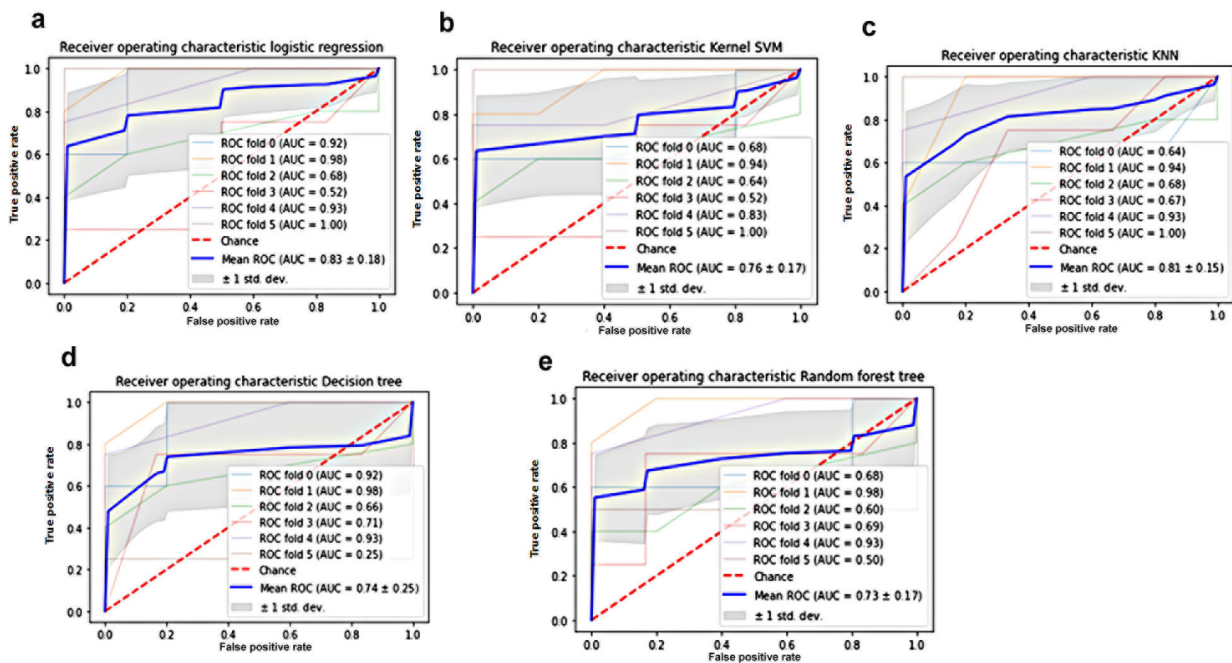 a
Receiver operating characteristic logistic regression
True positive rate
1.0
0.8
0.6
0.4
0.2
0.0
ROC fold 0 (AUC = 0.92)
ROC fold 1 (AUC = 0.98)
ROC fold 2 (AUC = 0.68)
ROC fold 3 (AUC = 0.52)
ROC fold 4 (AUC = 0.93)
ROC fold 5 (AUC = 1.00)
Chance
Mean ROC (AUC = 0.83 ± 0.18)
± 1 std. dev.
0.0 0.2 0.4 0.6 0.8 1.0
False positive rate
b
Receiver operating characteristic Kernel SVM
True positive rate
1.0
0.8
0.6
0.4
0.2
0.0
ROC fold 0 (AUC = 0.68)
ROC fold 1 (AUC = 0.94)
ROC fold 2 (AUC = 0.64)
ROC fold 3 (AUC = 0.52)
ROC fold 4 (AUC = 0.83)
ROC fold 5 (AUC = 1.00)
Chance
Mean ROC (AUC = 0.76 ± 0.17)
± 1 std. dev.
0.0 0.2 0.4 0.6 0.8 1.0
False positive rate
c
Receiver operating characteristic KNN
True positive rate
1.0
0.8
0.6
0.4
0.2
0.0
ROC fold 0 (AUC = 0.64)
ROC fold 1 (AUC = 0.94)
ROC fold 2 (AUC = 0.68)
ROC fold 3 (AUC = 0.67)
ROC fold 4 (AUC = 0.93)
ROC fold 5 (AUC = 1.00)
Chance
Mean ROC (AUC = 0.81 ± 0.15)
± 1 std. dev.
0.0 0.2 0.4 0.6 0.8 1.0
False positive rate
d
Receiver operating characteristic Decision tree
True positive rate
1.0
0.8
0.6
0.4
0.2
0.0
ROC fold 0 (AUC = 0.92)
ROC fold 1 (AUC = 0.98)
ROC fold 2 (AUC = 0.66)
ROC fold 3 (AUC = 0.71)
ROC fold 4 (AUC = 0.93)
ROC fold 5 (AUC = 0.25)
Chance
Mean ROC (AUC = 0.74 ± 0.25)
± 1 std. dev.
0.0 0.2 0.4 0.6 0.8 1.0
False positive rate
e
Receiver operating characteristic Random forest tree
True positive rate
1.0
0.8
0.6
0.4
0.2
0.0
ROC fold 0 (AUC = 0.68)
ROC fold 1 (AUC = 0.98)
ROC fold 2 (AUC = 0.60)
ROC fold 3 (AUC = 0.69)
ROC fold 4 (AUC = 0.93)
ROC fold 5 (AUC = 0.50)
Chance
Mean ROC (AUC = 0.73 ± 0.17)
± 1 std. dev.
0.0 0.2 0.4 0.6 0.8 1.0
False positive rate